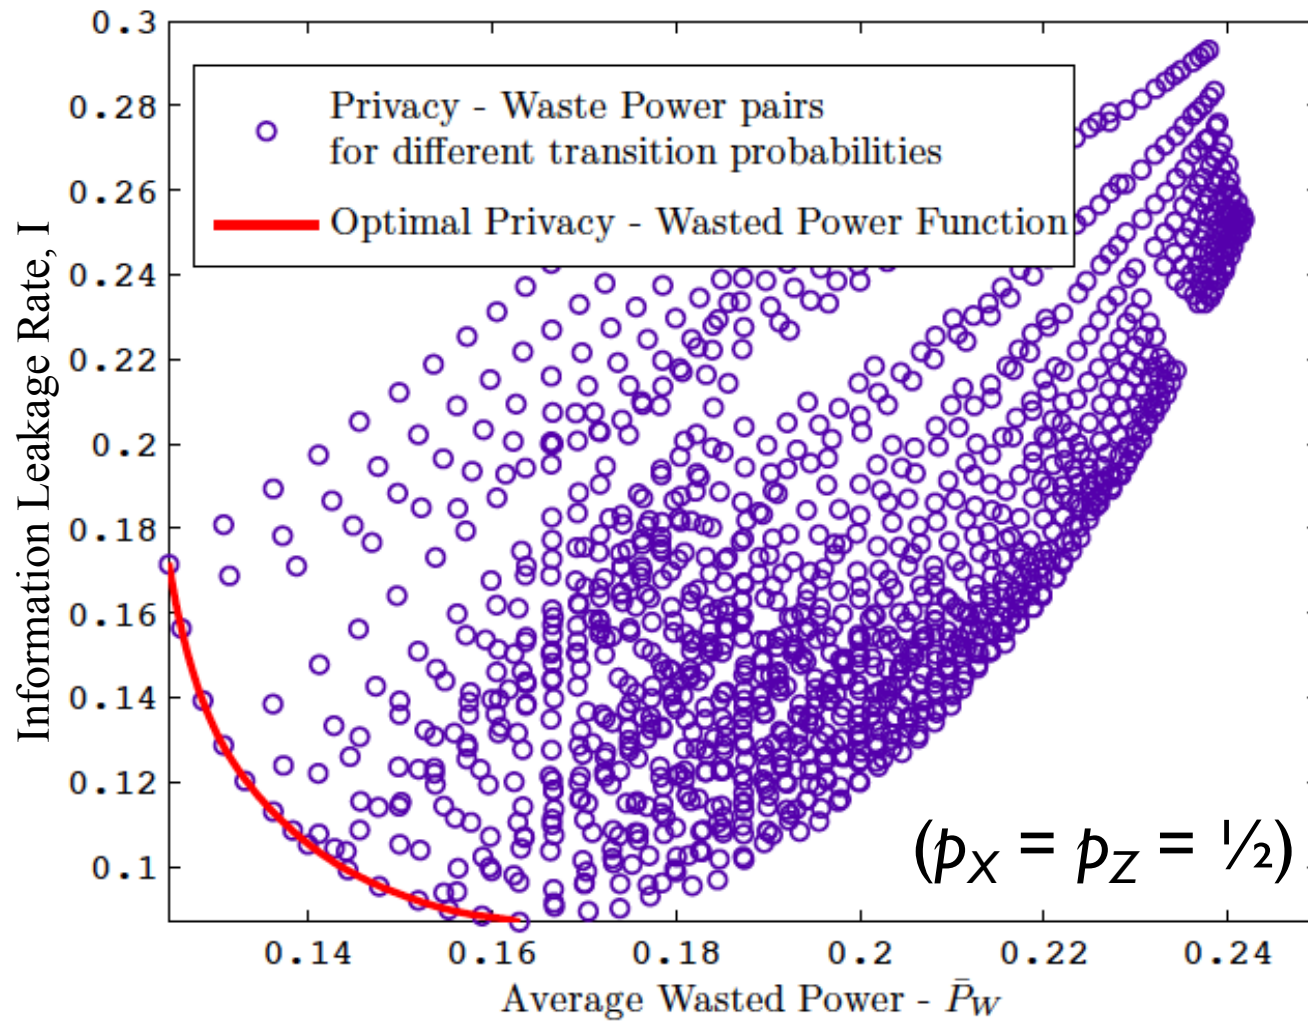 0.3
0.28
0.26
0.24
0.22
0.2
0.18
0.16
0.14
0.12
0.1
Information Leakage Rate, I
Privacy - Waste Power pairs
for different transition probabilities
Optimal Privacy - Wasted Power Function
(pX = pZ = ½)
0.14 0.16 0.18 0.2 0.22 0.24
Average Wasted Power - P̄W